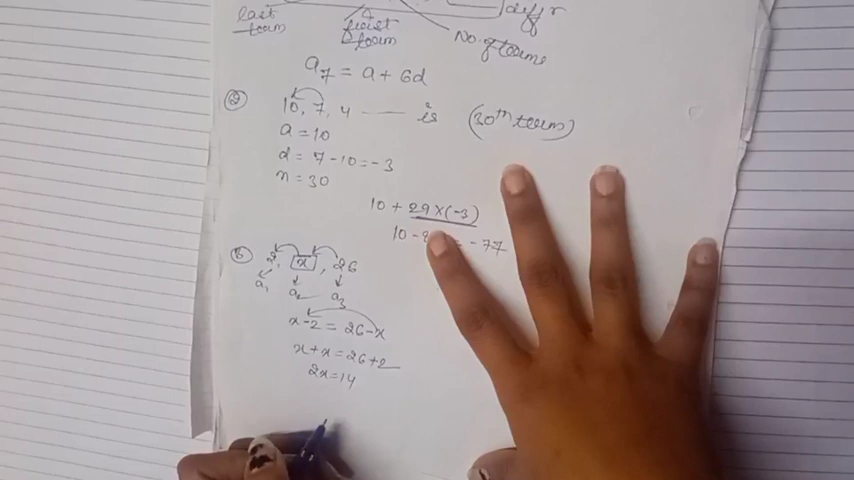 last term
first term
No. of terms
a7 = a + 6d
10, 7, 4 —— is (30th term)
a = 10
d = 7 - 10 = -3
n = 30
10 + 29 × (-3)
10 - = -77
2, x, 26
a1 a2 a3
x - 2 = 26 - x
x + x = 26 + 2
2x = 14